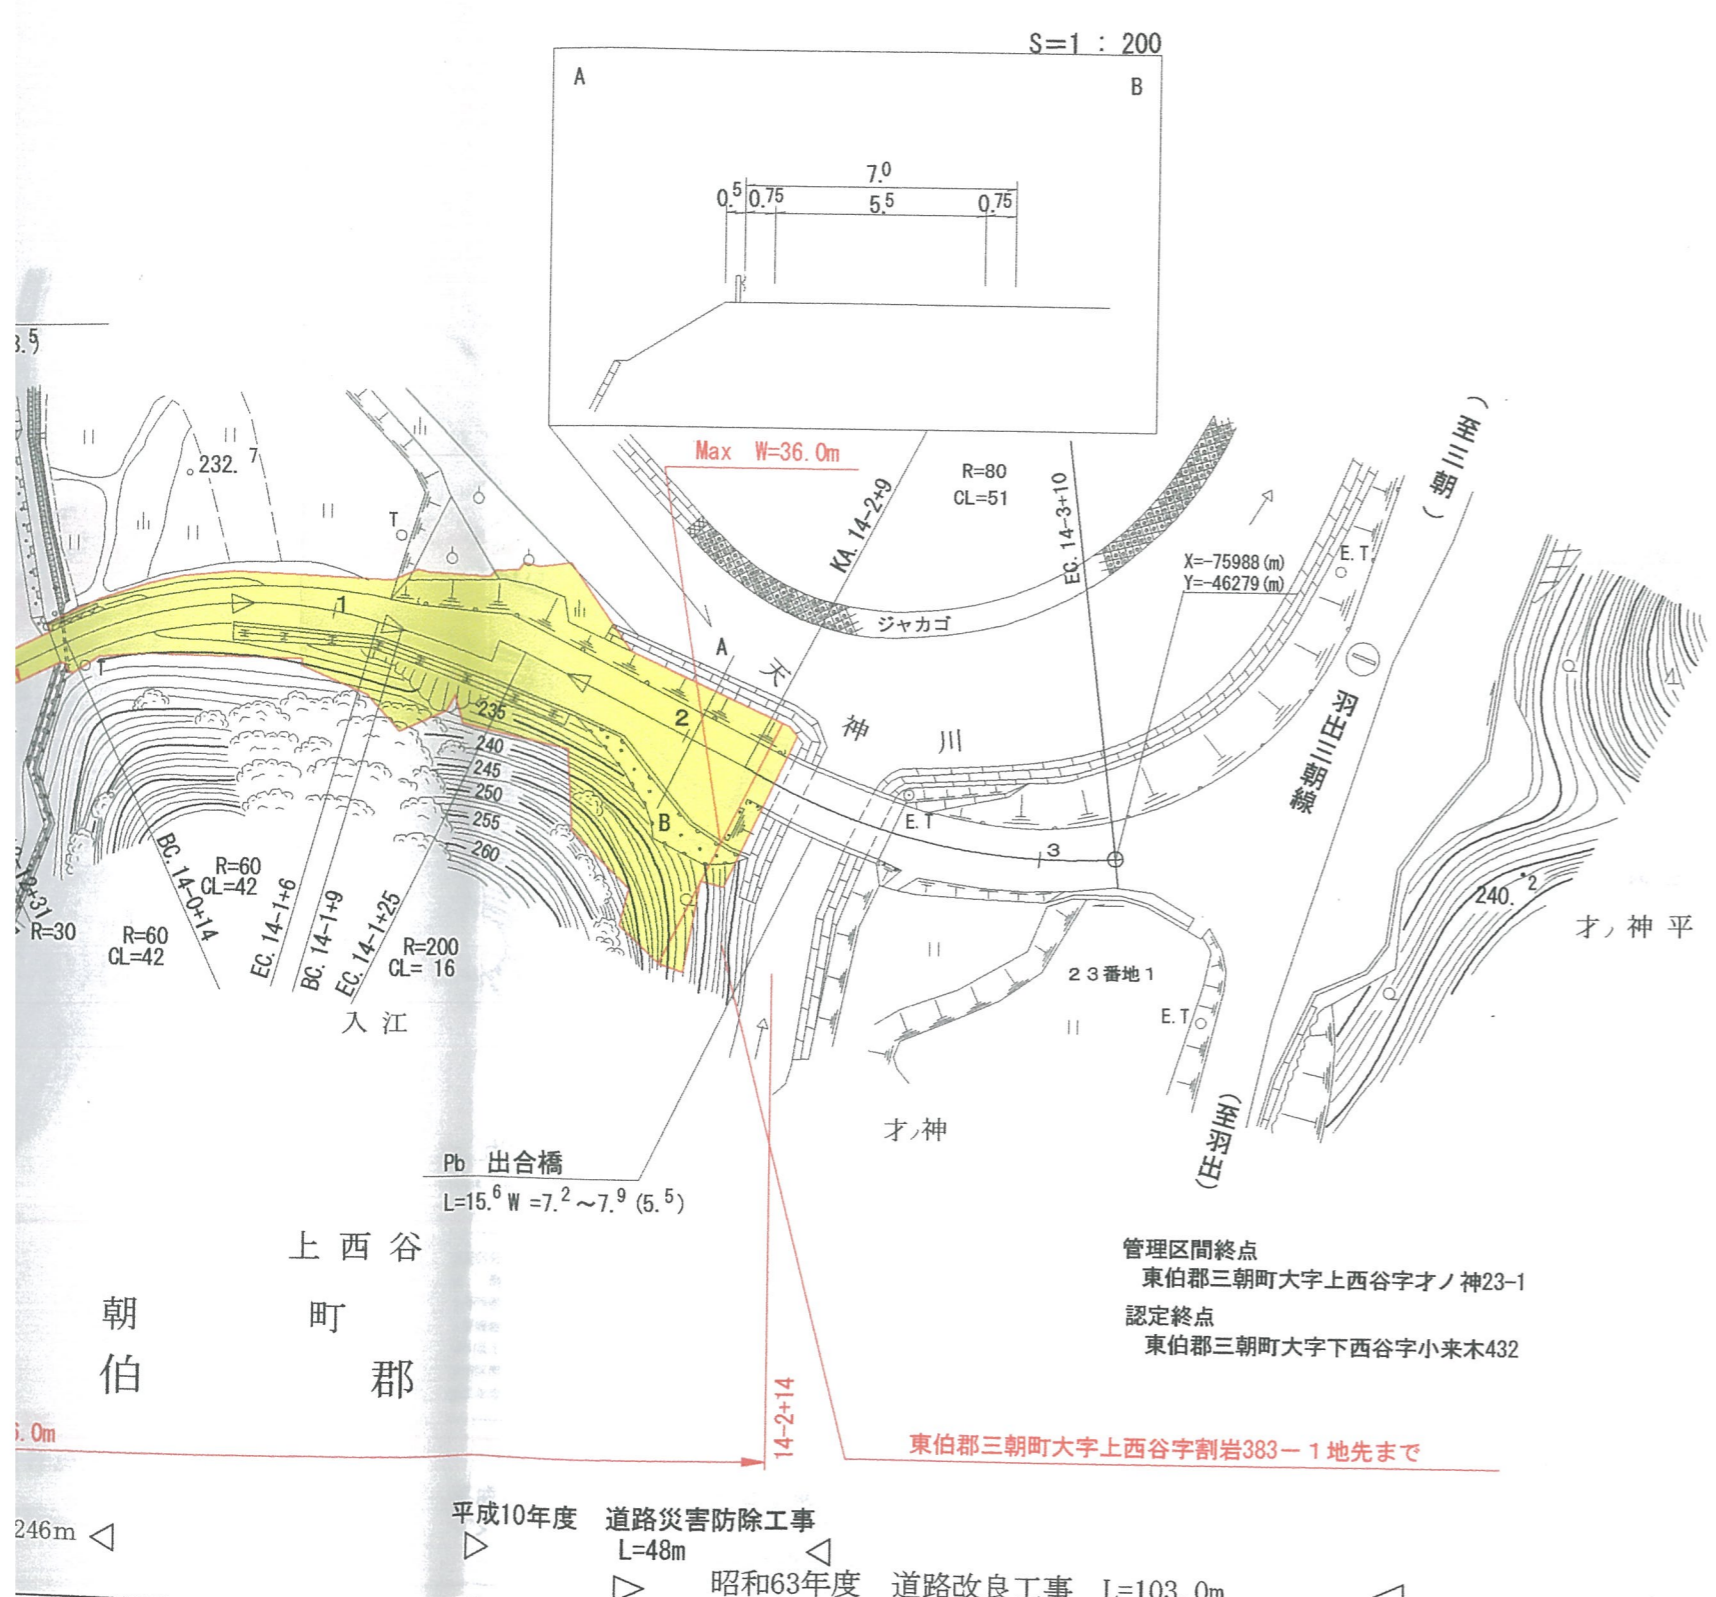 S=1 : 200
A
B
7.0
0.5 0.75 5.5 0.75
Max W=36.0m
R=80
CL=51
KA. 14-2+9
EC. 14-3+10
X=-75988(m)
Y=-46279(m)
(至三朝)
E.T
232.7
T
ジャカゴ
1
T
A
天神川
羽出三朝線
235
240
245
250
255
260
2
B
E.T
3
240.2
才ノ神平
BC. 14-0+14
R=60
CL=42
R=30
R=60
CL=42
EC. 14-1+6
BC. 14-1+9
EC. 14-1+25
R=200
CL= 16
入江
23番地1
E.T
(至羽出)
才ノ神
Pb 出合橋
L=15.6 W =7.2～7.9 (5.5)
上西谷
朝 町
伯 郡
管理区間終点
東伯郡三朝町大字上西谷字才ノ神23-1
認定終点
東伯郡三朝町大字下西谷字小来木432
14-2+14
東伯郡三朝町大字上西谷字割岩383－１地先まで
246m
平成10年度 道路災害防除工事
L=48m
昭和63年度 道路改良工事 L=103.0m